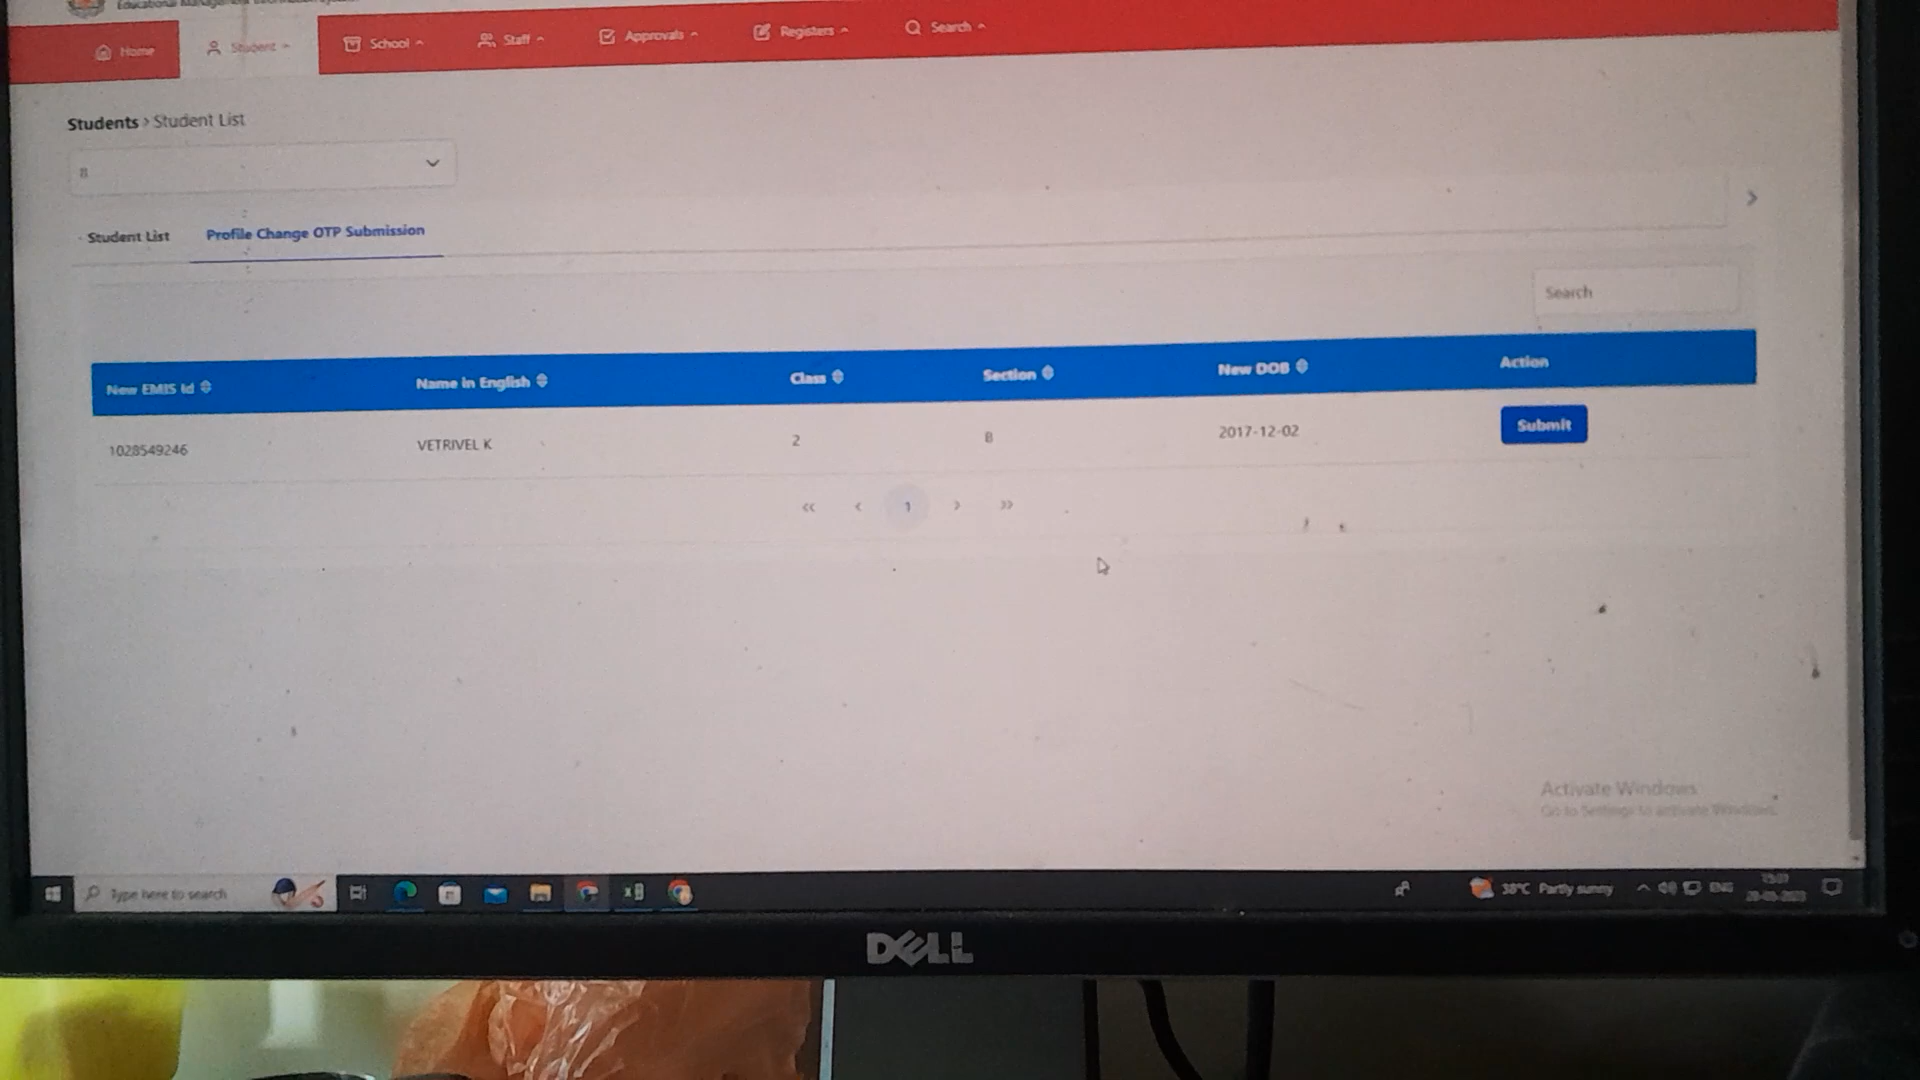 Educational Management Information System
Home
Student
School
Staff
Approvals
Registers
Search
Students > Student List
B
Student List
Profile Change OTP Submission
Search
New EMIS Id
Name in English
Class
Section
New DOB
Action
1028549246
VETRIVEL K
2
B
2017-12-02
Submit
<< < 1 > >>
Activate Windows
Go to Settings to activate Windows.
Type here to search
38°C Partly sunny
ENG
DELL